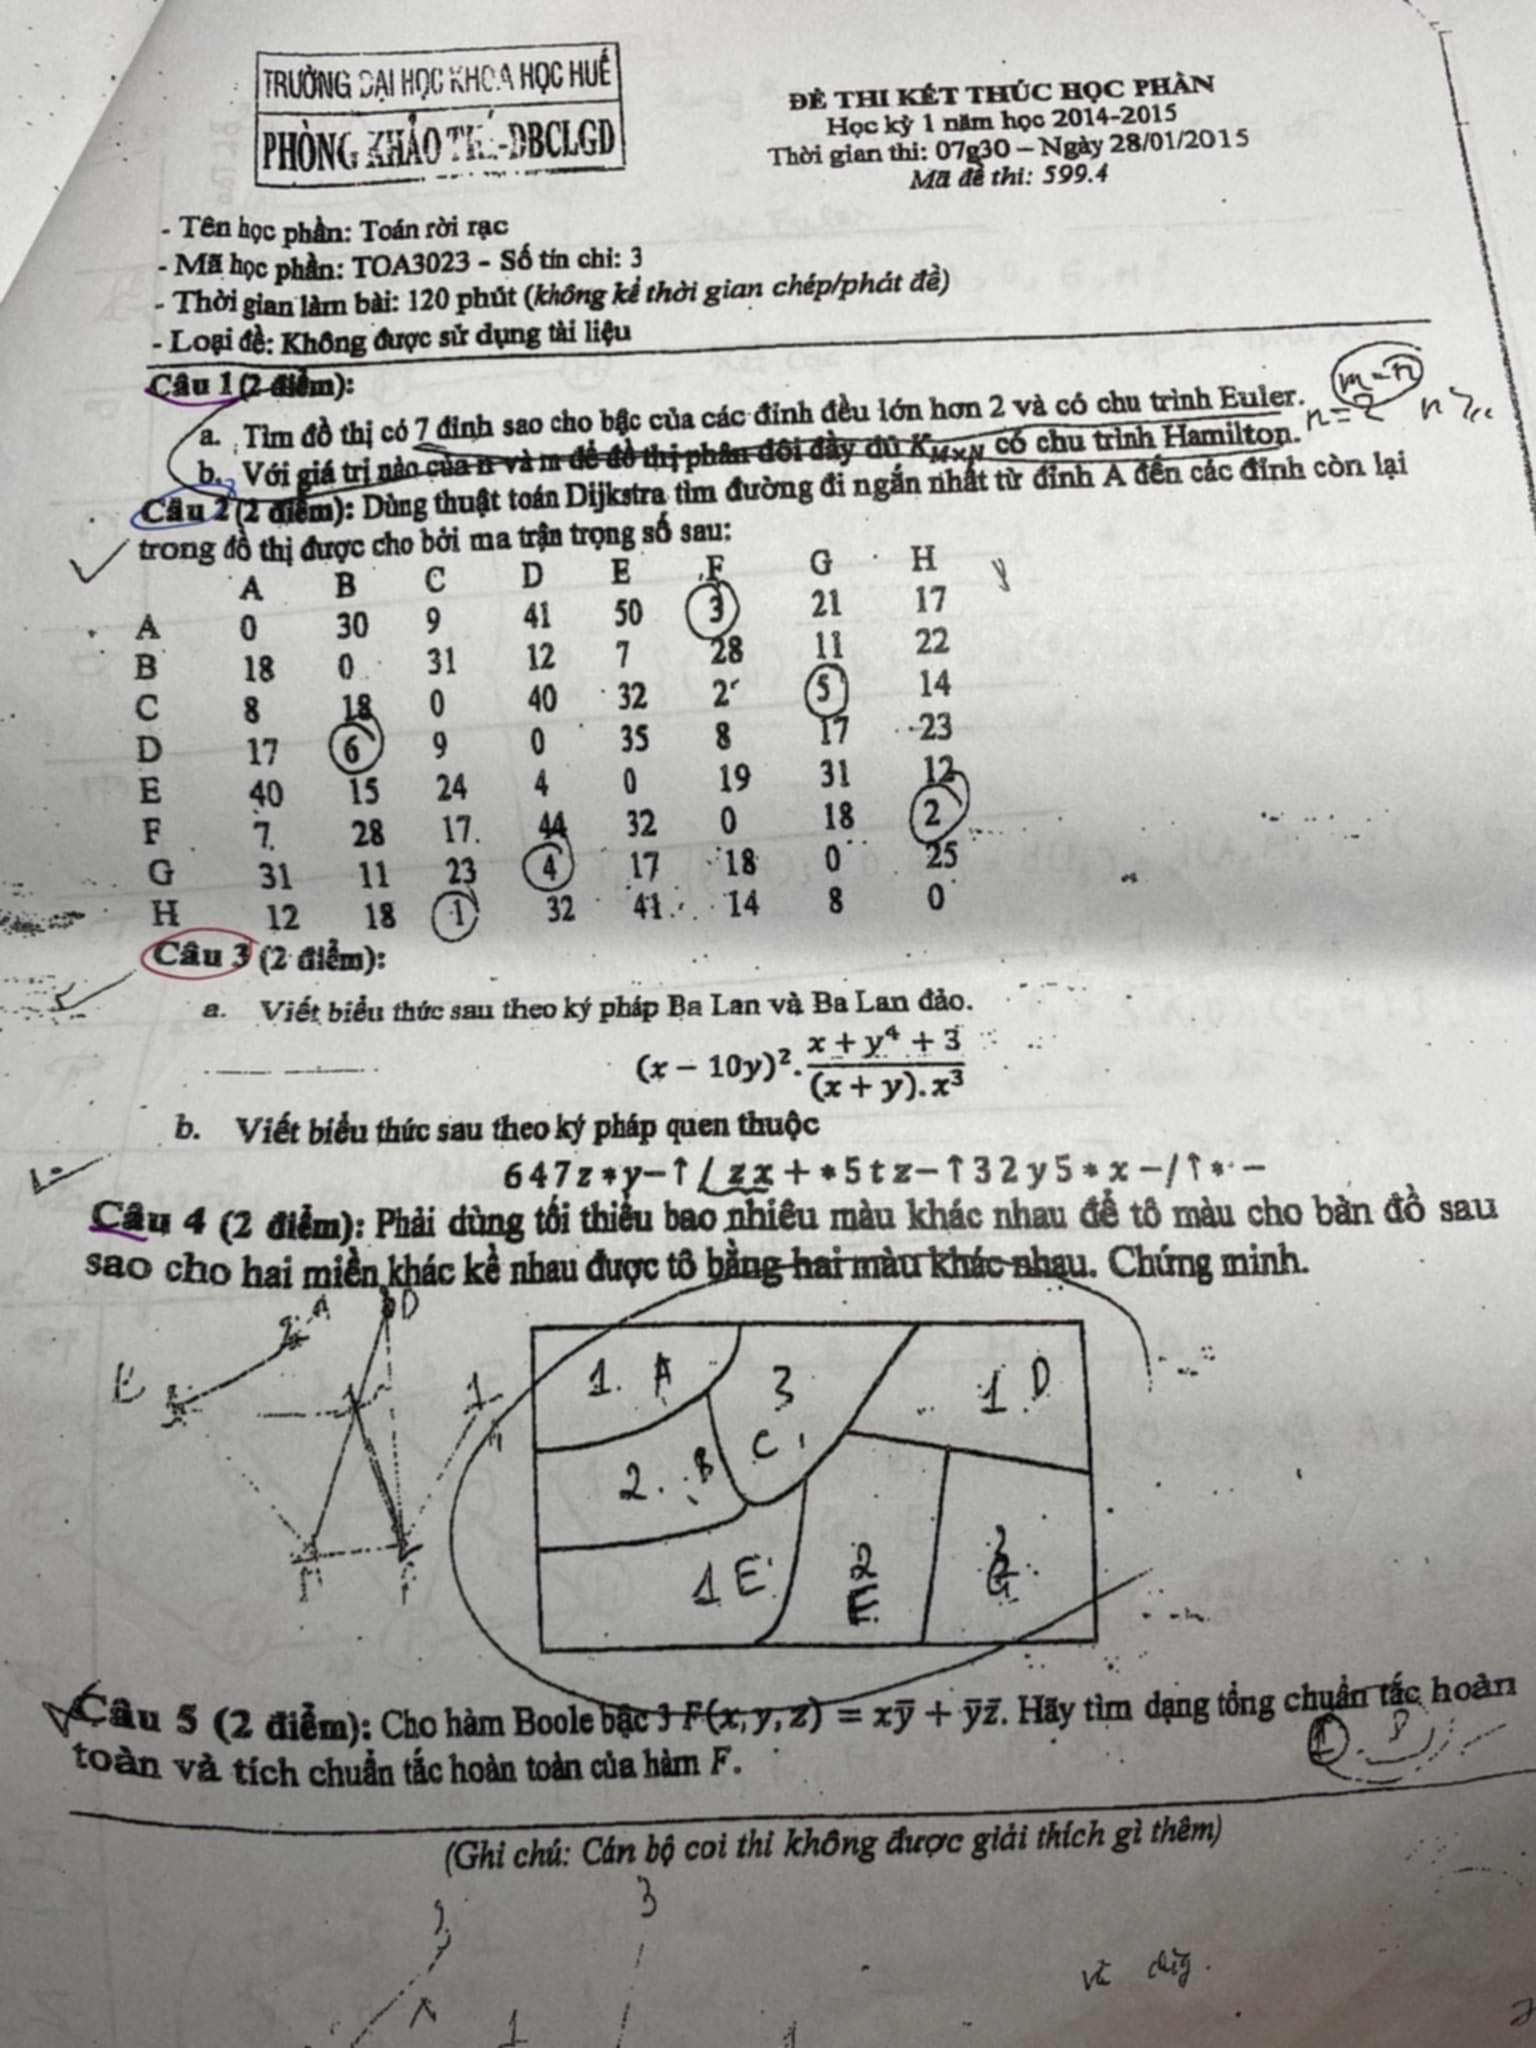 TRƯỜNG ĐẠI HỌC KHOA HỌC HUẾ
PHÒNG KHẢO THÍ-ĐBCLGD
ĐỀ THI KẾT THÚC HỌC PHẦN
Học kỳ 1 năm học 2014-2015
Thời gian thi: 07g30 – Ngày 28/01/2015
Mã đề thi: 599.4
- Tên học phần: Toán rời rạc
- Mã học phần: TOA3023 – Số tín chỉ: 3
- Thời gian làm bài: 120 phút (không kể thời gian chép/phát đề)
- Loại đề: Không được sử dụng tài liệu
Câu 1 (2 điểm):
m = n
a. Tìm đồ thị có 7 đỉnh sao cho bậc của các đỉnh đều lớn hơn 2 và có chu trình Euler.
n = 2
b. Với giá trị nào của n và m để đồ thị phân đôi đầy đủ K_{M×N} có chu trình Hamilton.
Câu 2 (2 điểm): Dùng thuật toán Dijkstra tìm đường đi ngắn nhất từ đỉnh A đến các đỉnh còn lại
trong đồ thị được cho bởi ma trận trọng số sau:
A B C D E F G H
A 0 30 9 41 50 3 21 17
B 18 0 31 12 7 28 11 22
C 8 18 0 40 32 2 5 14
D 17 6 9 0 35 8 17 23
E 40 15 24 4 0 19 31 12
F 7 28 17 44 32 0 18 2
G 31 11 23 4 17 18 0 25
H 12 18 1 32 41 14 8 0
Câu 3 (2 điểm):
a. Viết biểu thức sau theo ký pháp Ba Lan và Ba Lan đảo.
(x − 10y)². (x + y⁴ + 3)/((x + y). x³)
b. Viết biểu thức sau theo ký pháp quen thuộc
6 4 7 z * y − ↑ / z x + * 5 t z − ↑ 3 2 y 5 * x − / ↑ * −
Câu 4 (2 điểm): Phải dùng tối thiểu bao nhiêu màu khác nhau để tô màu cho bản đồ sau
sao cho hai miền khác kề nhau được tô bằng hai màu khác nhau. Chứng minh.
A D
1. A 3 1 D
C
2. B
1 E 2
F
G
Câu 5 (2 điểm): Cho hàm Boole bậc 3 F(x, y, z) = xȳ + ȳz̄. Hãy tìm dạng tổng chuẩn tắc hoàn
toàn và tích chuẩn tắc hoàn toàn của hàm F.
(Ghi chú: Cán bộ coi thi không được giải thích gì thêm)
3
1